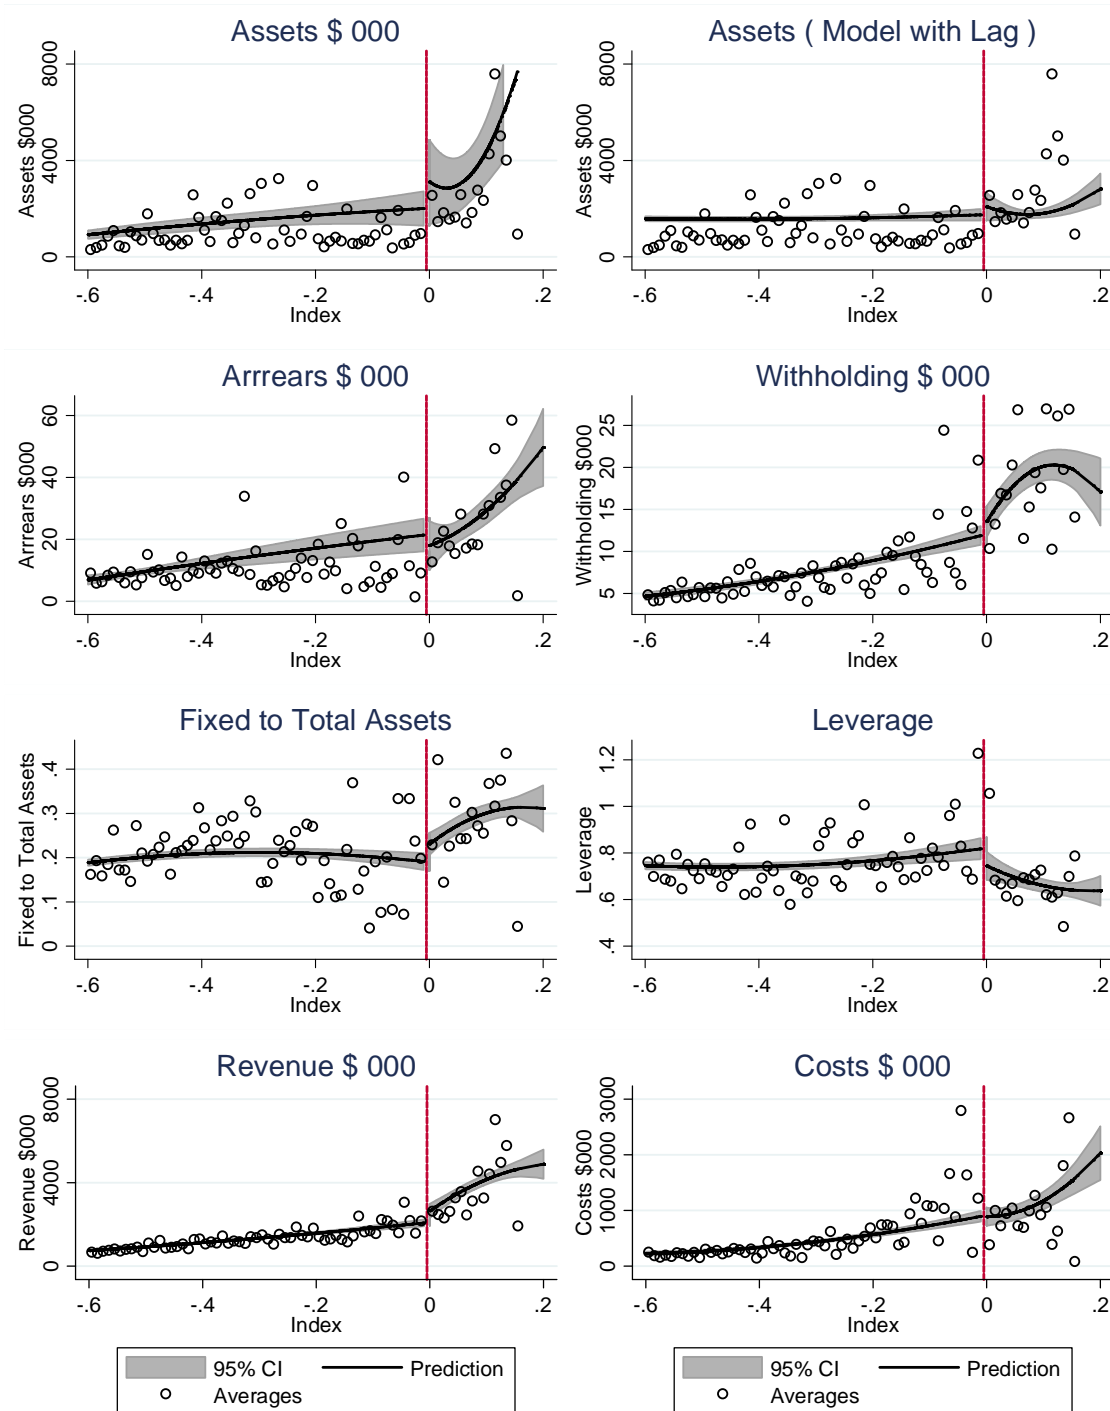 Assets $ 000
Assets ( Model with Lag )
Assets $000
8000
4000
0
-.6 -.4 -.2 0 .2
Index
Assets $000
8000
4000
0
-.6 -.4 -.2 0 .2
Index
Arrrears $ 000
Withholding $ 000
Arrrears $000
60
40
20
0
-.6 -.4 -.2 0 .2
Index
Withholding $000
25
20
15
10
5
-.6 -.4 -.2 0 .2
Index
Fixed to Total Assets
Leverage
Fixed to Total Assets
.4
.3
.2
.1
0
-.6 -.4 -.2 0 .2
Index
Leverage
1.2
1
.8
.6
.4
-.6 -.4 -.2 0 .2
Index
Revenue $ 000
Costs $ 000
Revenue $000
8000
4000
0
-.6 -.4 -.2 0 .2
Index
Costs $000
3000
2000
1000
0
-.6 -.4 -.2 0 .2
Index
95% CI Prediction
Averages
95% CI Prediction
Averages